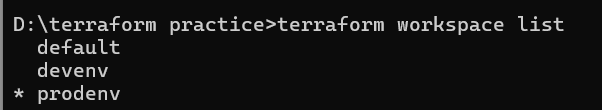 D:\terraform practice>terraform workspace list
  default
  devenv
* prodenv